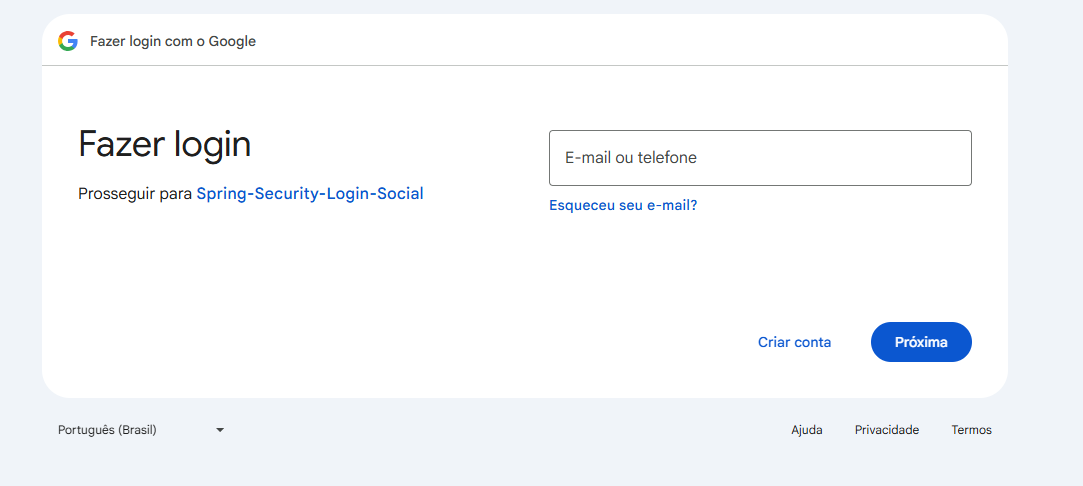 Fazer login com o Google
Fazer login
Prosseguir para Spring-Security-Login-Social
E-mail ou telefone
Esqueceu seu e-mail?
Criar conta
Próxima
Português (Brasil)
Ajuda
Privacidade
Termos